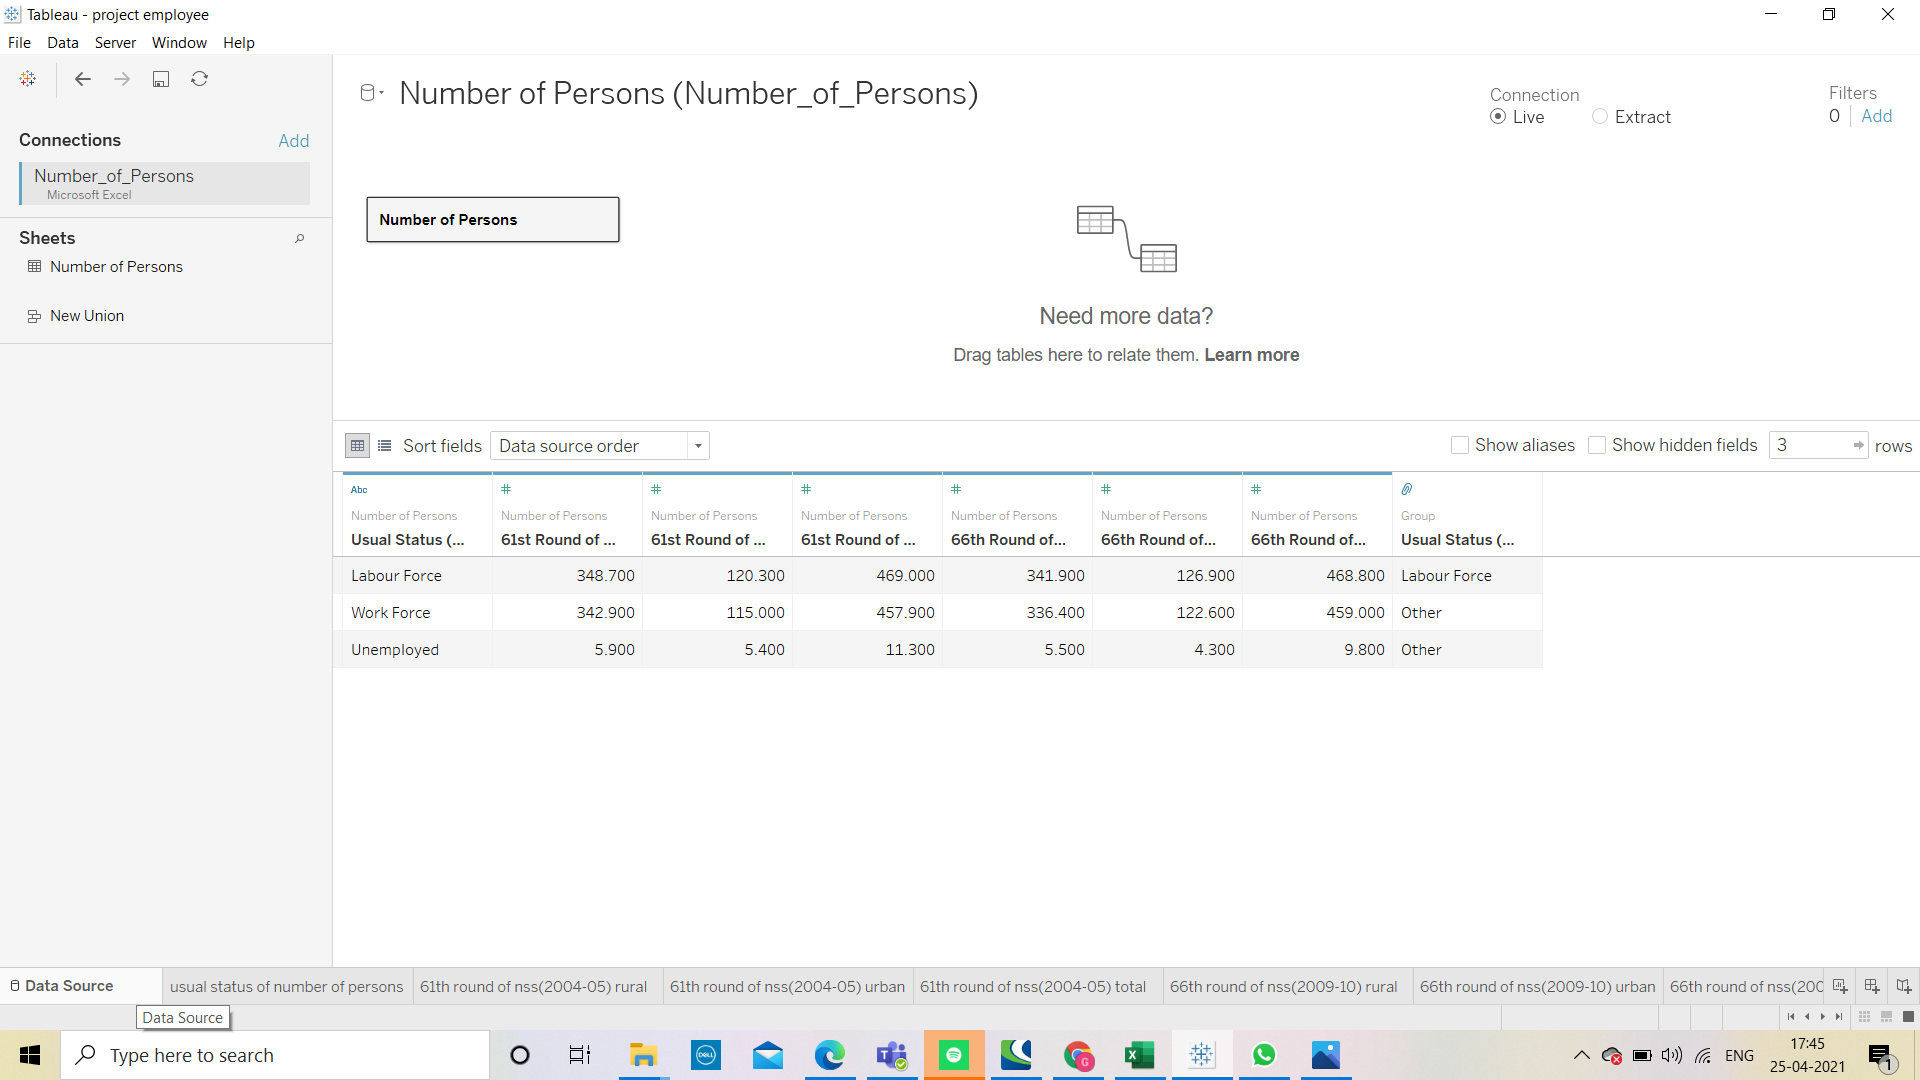 Tableau - project employee
File Data Server Window Help
Connections Add
Number_of_Persons
Microsoft Excel
Sheets
Number of Persons
New Union
Number of Persons (Number_of_Persons)
Connection
Live Extract
Filters
0 Add
Number of Persons
Need more data?
Drag tables here to relate them. Learn more
Sort fields Data source order Show aliases Show hidden fields 3 rows
Abc # # # # # #
Number of Persons Number of Persons Number of Persons Number of Persons Number of Persons Number of Persons Number of Persons Group
Usual Status (... 61st Round of ... 61st Round of ... 61st Round of ... 66th Round of... 66th Round of... 66th Round of... Usual Status (...
Labour Force 348.700 120.300 469.000 341.900 126.900 468.800 Labour Force
Work Force 342.900 115.000 457.900 336.400 122.600 459.000 Other
Unemployed 5.900 5.400 11.300 5.500 4.300 9.800 Other
Data Source usual status of number of persons 61th round of nss(2004-05) rural 61th round of nss(2004-05) urban 61th round of nss(2004-05) total 66th round of nss(2009-10) rural 66th round of nss(2009-10) urban 66th round of nss(200
Data Source
Type here to search
DELL
ENG
17:45
25-04-2021
1